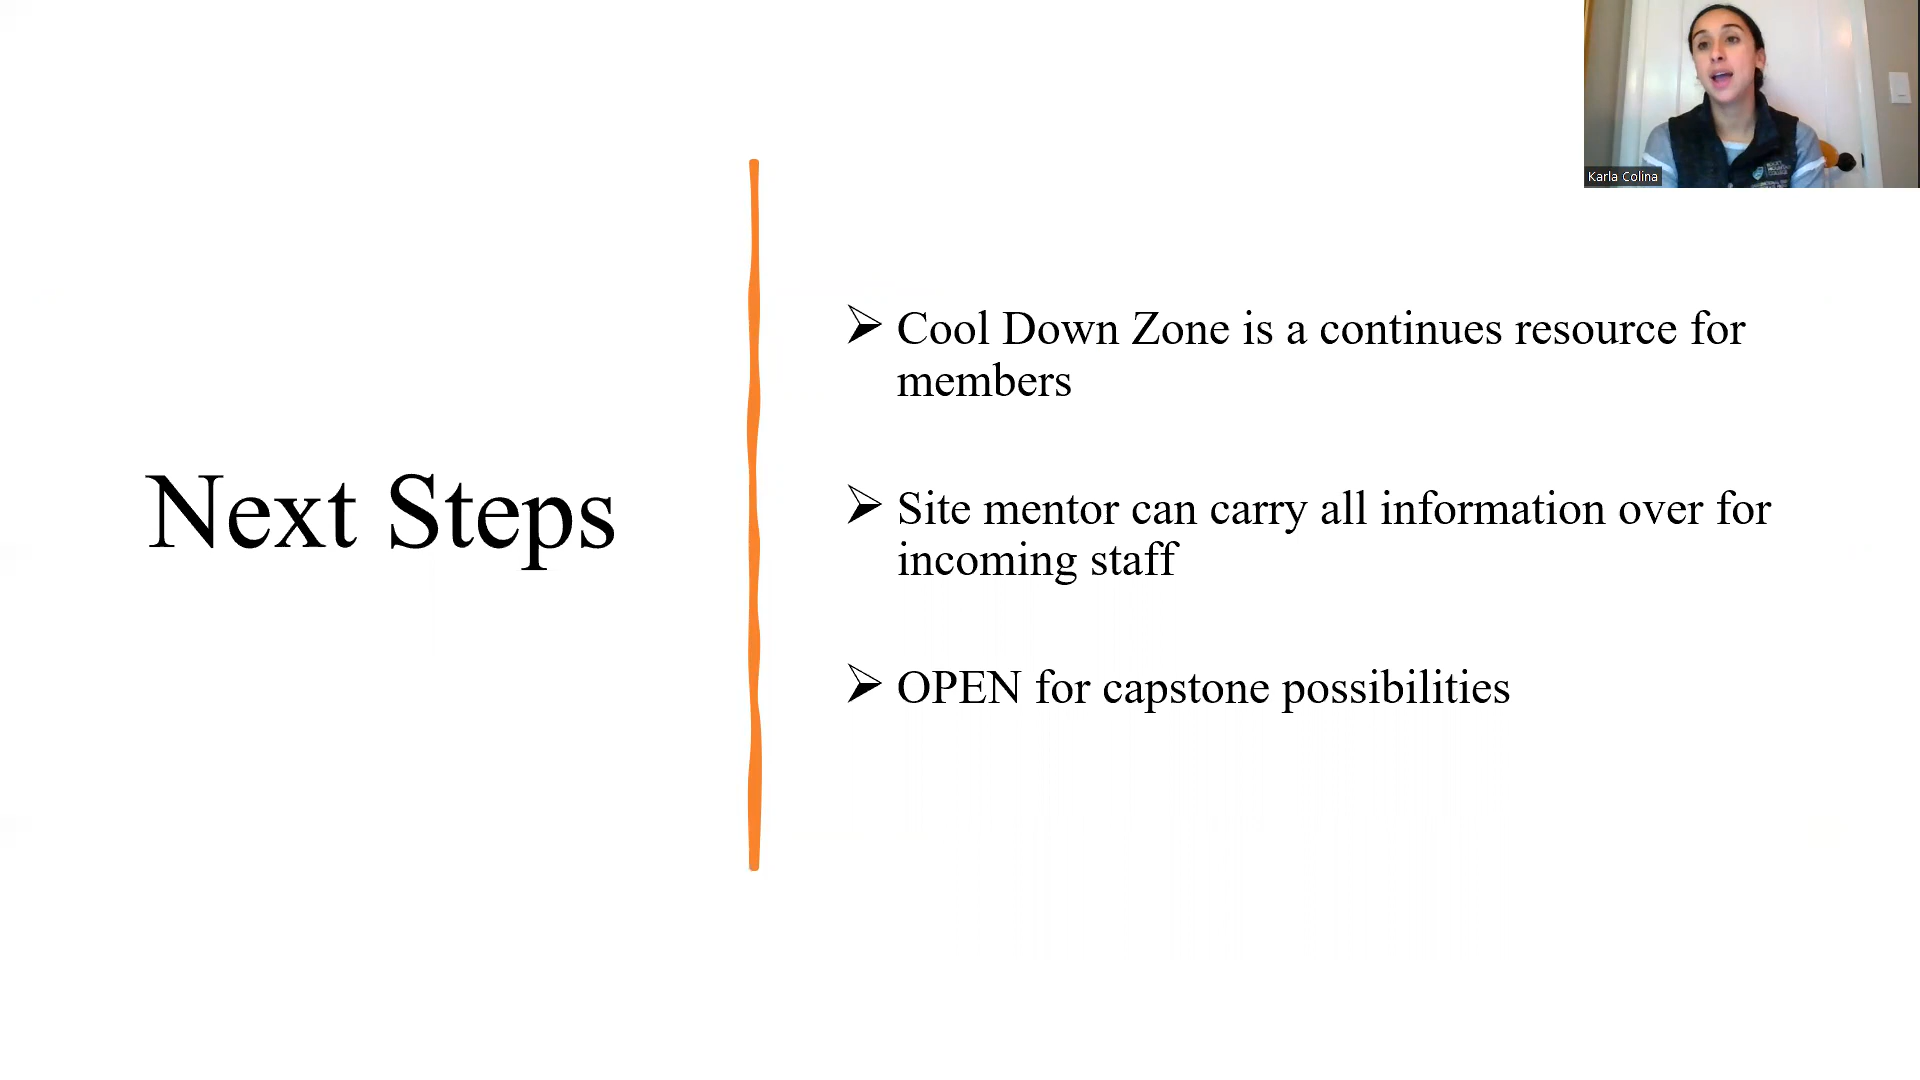 Next Steps
Cool Down Zone is a continues resource for
members
Site mentor can carry all information over for
incoming staff
OPEN for capstone possibilities
Karla Colina